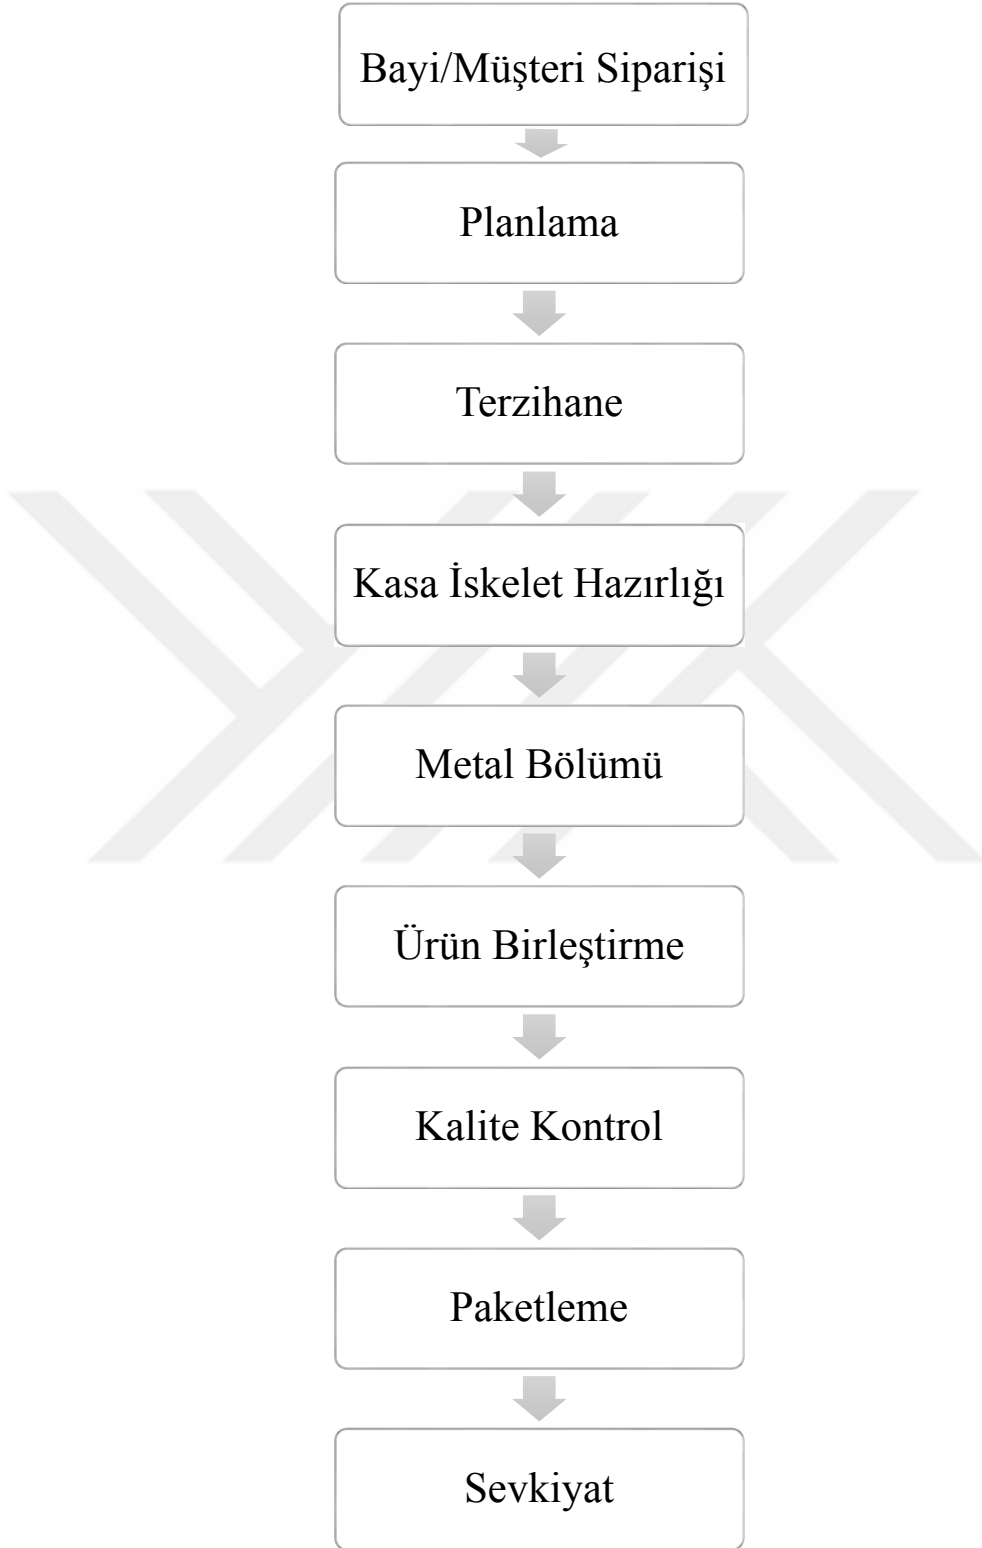 Bayi/Müşteri Siparişi
Planlama
Terzihane
Kasa İskelet Hazırlığı
Metal Bölümü
Ürün Birleştirme
Kalite Kontrol
Paketleme
Sevkiyat